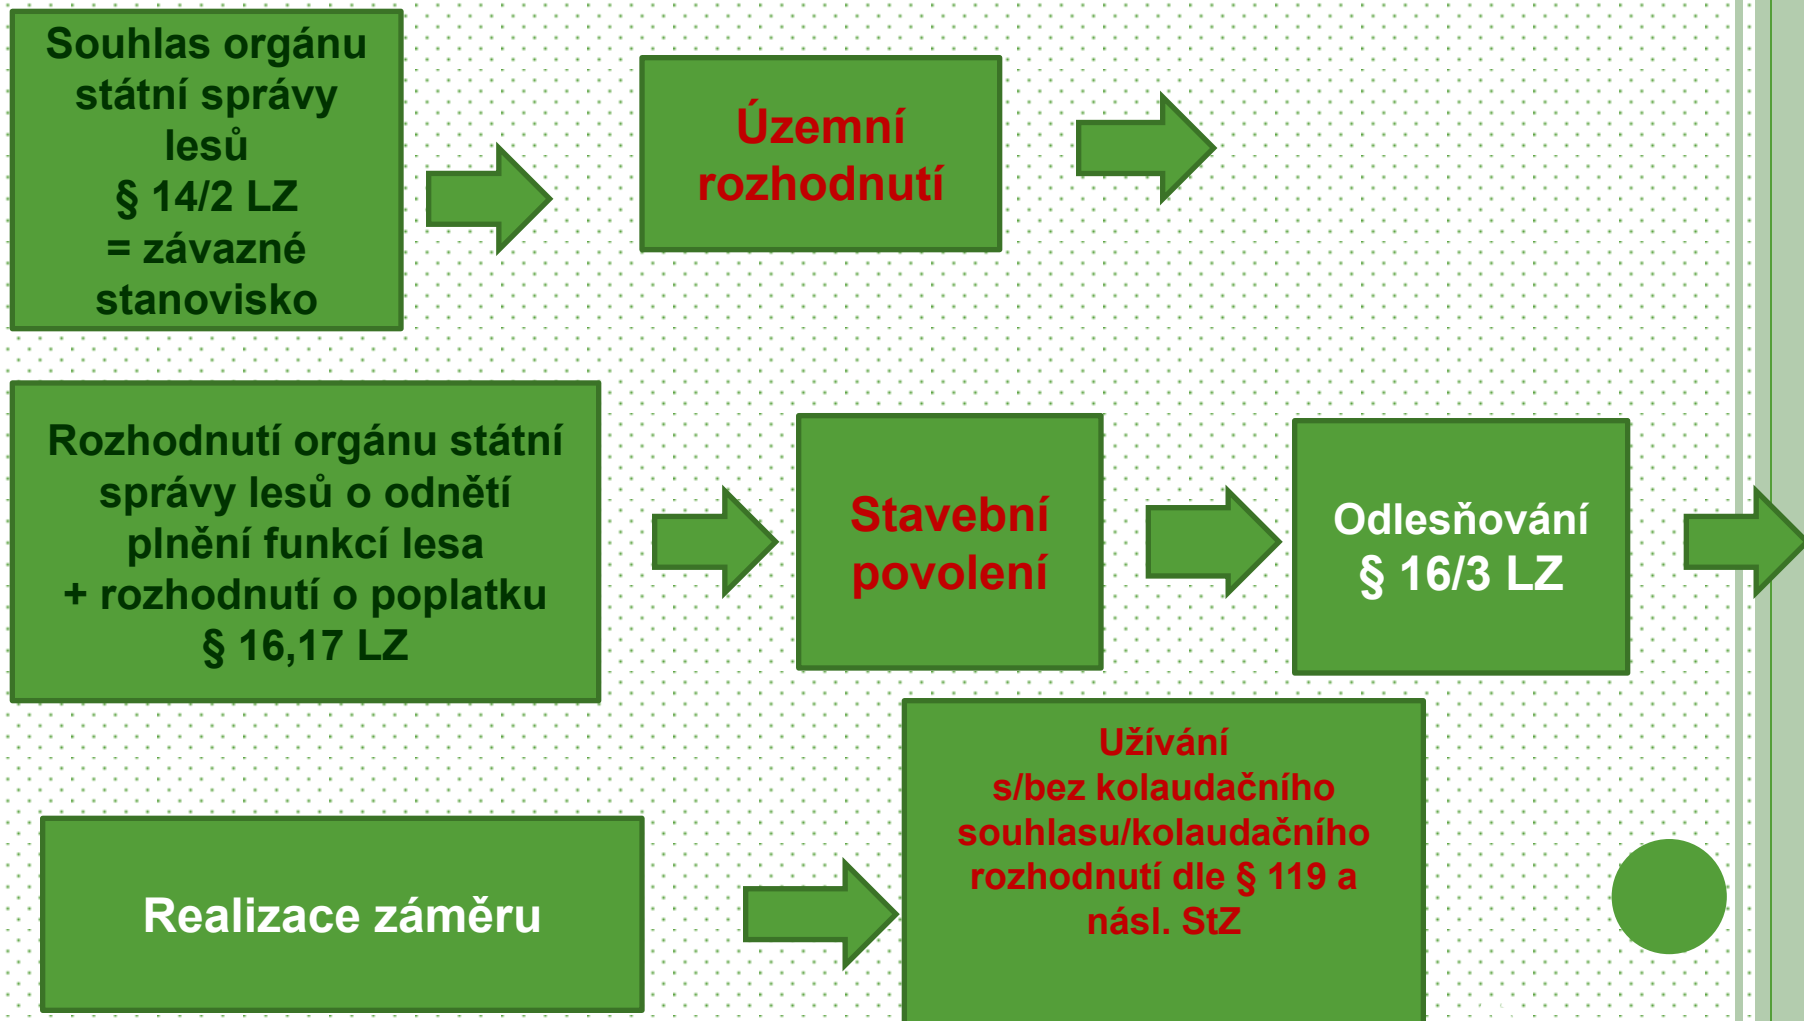 Souhlas orgánu
státní správy
lesů
§ 14/2 LZ
= závazné
stanovisko
Územní
rozhodnutí
Rozhodnutí orgánu státní
správy lesů o odnětí
plnění funkcí lesa
+ rozhodnutí o poplatku
§ 16,17 LZ
Stavební
povolení
Odlesňování
§ 16/3 LZ
Realizace záměru
Užívání
s/bez kolaudačního
souhlasu/kolaudačního
rozhodnutí dle § 119 a
násl. StZ